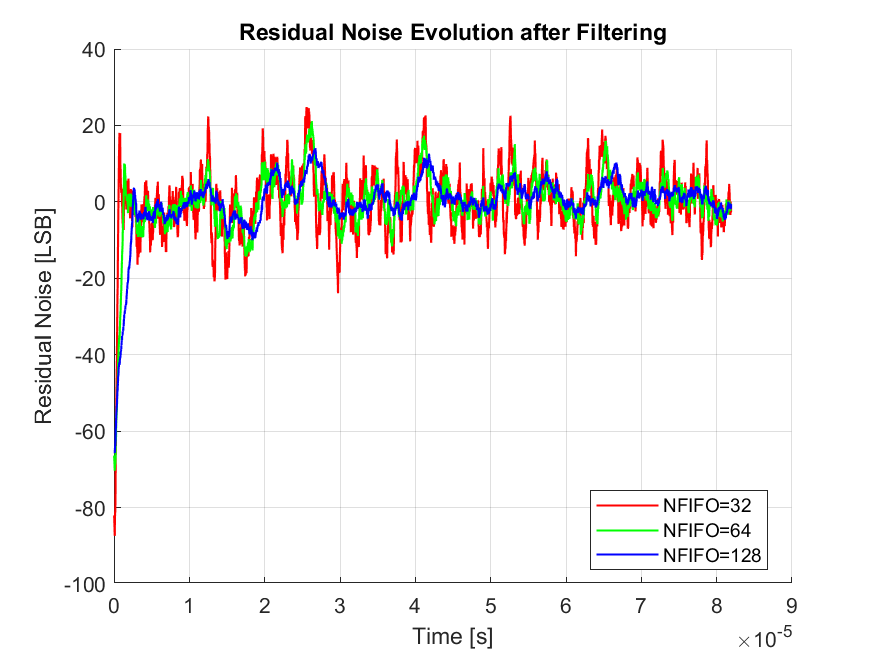 Residual Noise Evolution after Filtering
Residual Noise [LSB]
40
20
0
-20
-40
-60
-80
-100
NFIFO=32
NFIFO=64
NFIFO=128
0 1 2 3 4 5 6 7 8 9
Time [s]
×10⁻⁵